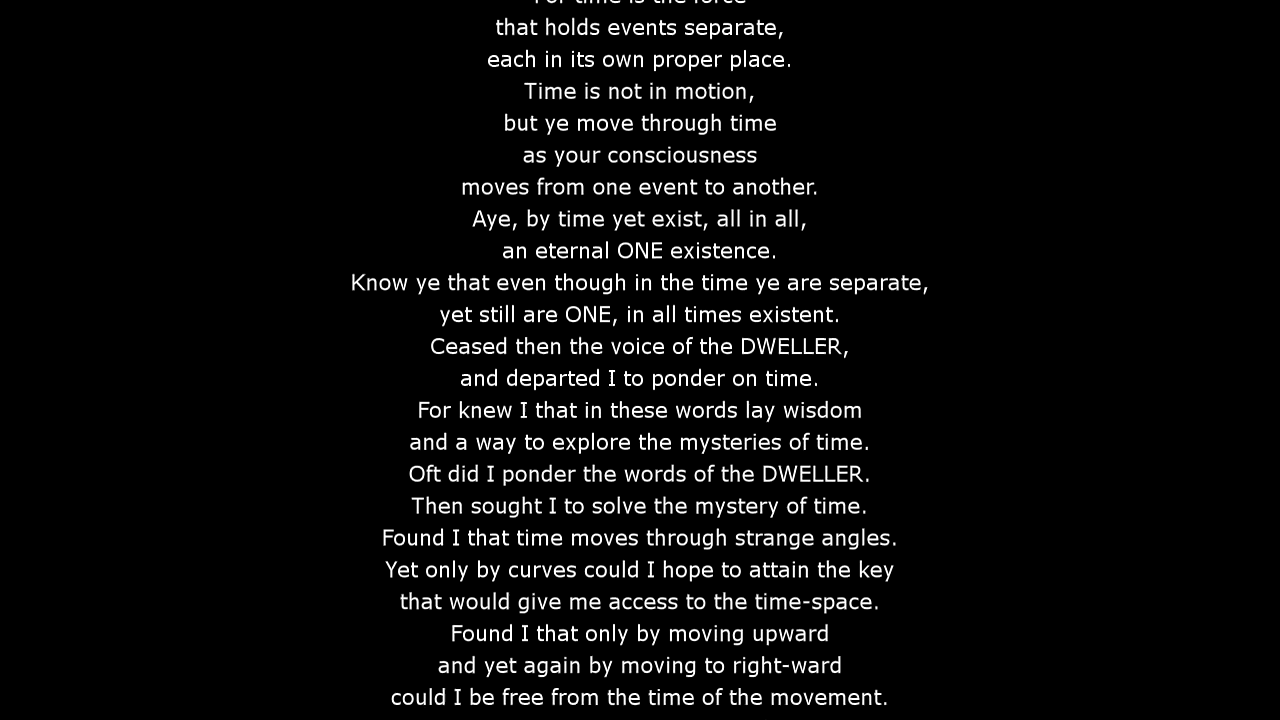 For time is the force
that holds events separate,
each in its own proper place.
Time is not in motion,
but ye move through time
as your consciousness
moves from one event to another.
Aye, by time yet exist, all in all,
an eternal ONE existence.
Know ye that even though in the time ye are separate,
yet still are ONE, in all times existent.
Ceased then the voice of the DWELLER,
and departed I to ponder on time.
For knew I that in these words lay wisdom
and a way to explore the mysteries of time.
Oft did I ponder the words of the DWELLER.
Then sought I to solve the mystery of time.
Found I that time moves through strange angles.
Yet only by curves could I hope to attain the key
that would give me access to the time-space.
Found I that only by moving upward
and yet again by moving to right-ward
could I be free from the time of the movement.